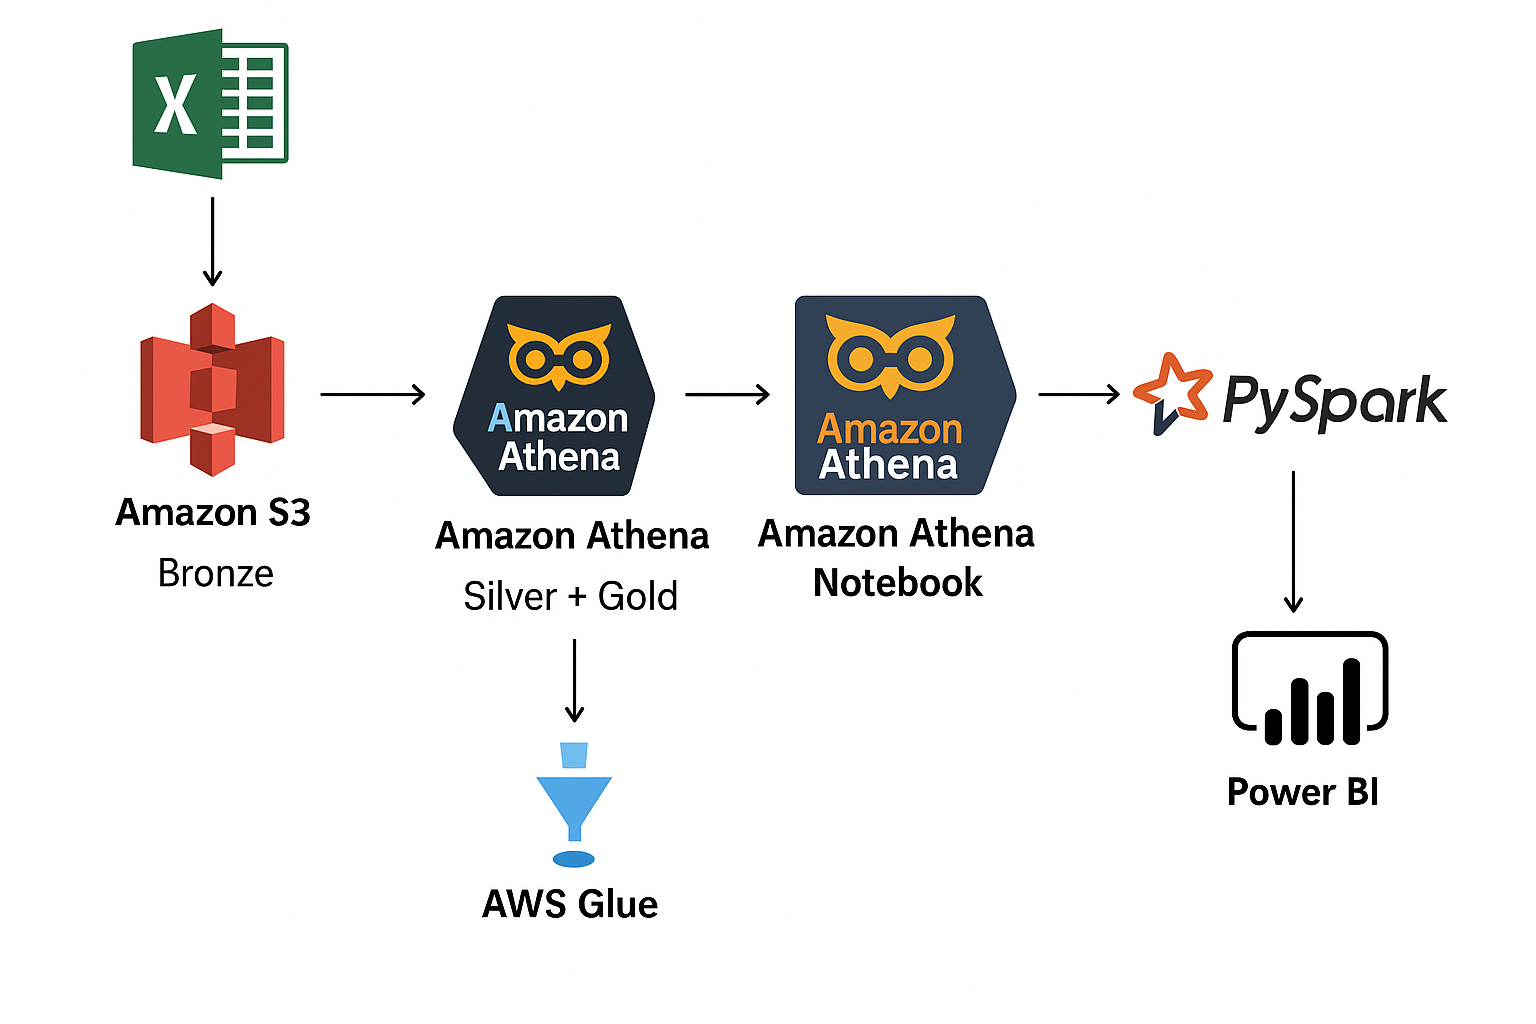 X
Amazon
Athena
Amazon
Athena
PySpark
Amazon S3
Bronze
Amazon Athena
Silver + Gold
Amazon Athena
Notebook
Power BI
AWS Glue